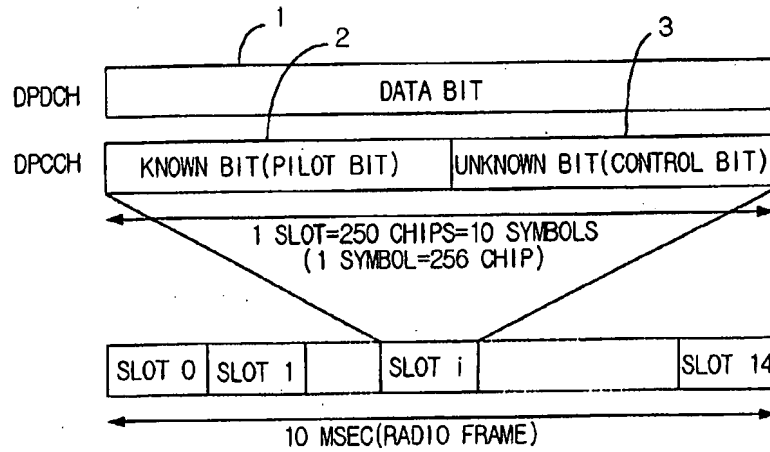 1
2
3
DPDCH DATA BIT
DPCCH KNOWN BIT(PILOT BIT) UNKNOWN BIT(CONTROL BIT)
1 SLOT=250 CHIPS=10 SYMBOLS
(1 SYMBOL=256 CHIP)
SLOT 0 SLOT 1 SLOT i SLOT 14
10 MSEC(RADIO FRAME)